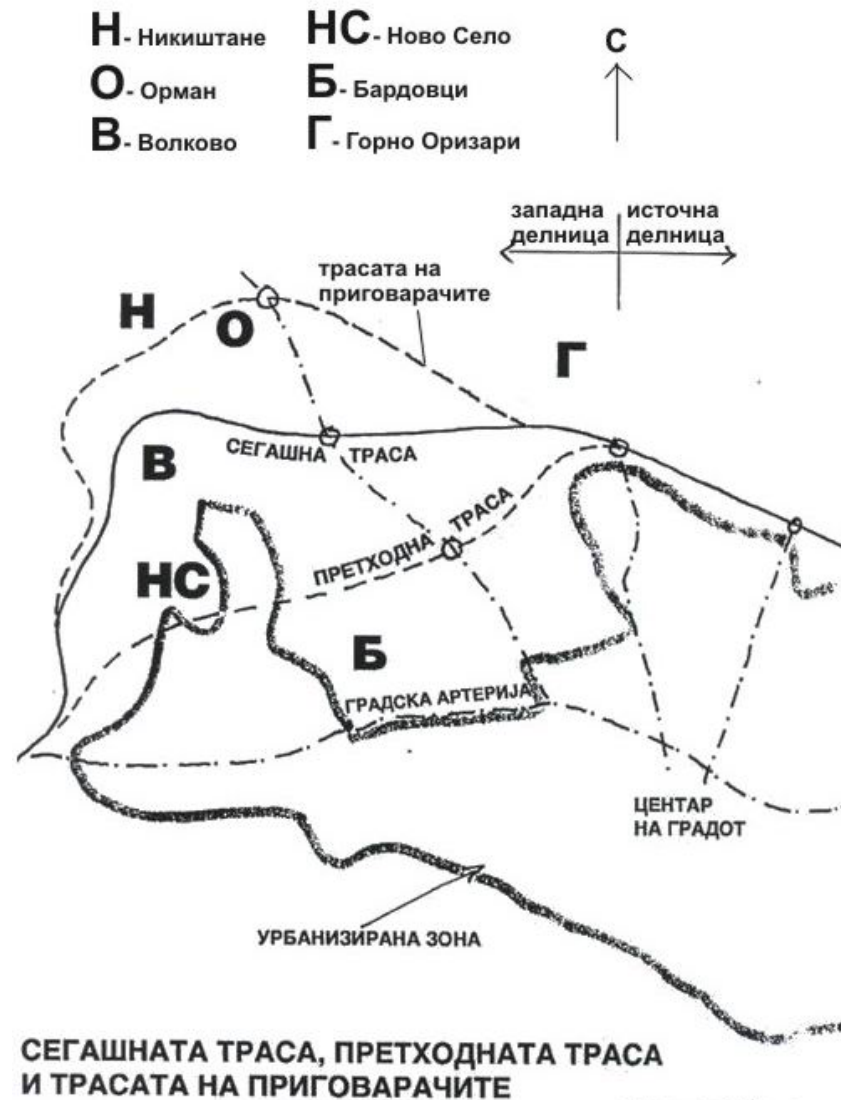 Н- Никиштане
О- Орман
В- Волково
НС- Ново Село
Б- Бардовци
Г- Горно Оризари
С
западна делница
источна делница
трасата на
приговарачите
Н
О
Г
В
СЕГАШНА ТРАСА
ПРЕТХОДНА ТРАСА
НС
Б
ГРАДСКА АРТЕРИЈА
ЦЕНТАР
НА ГРАДОТ
УРБАНИЗИРАНА ЗОНА
СЕГАШНАТА ТРАСА, ПРЕТХОДНАТА ТРАСА
И ТРАСАТА НА ПРИГОВАРАЧИТЕ